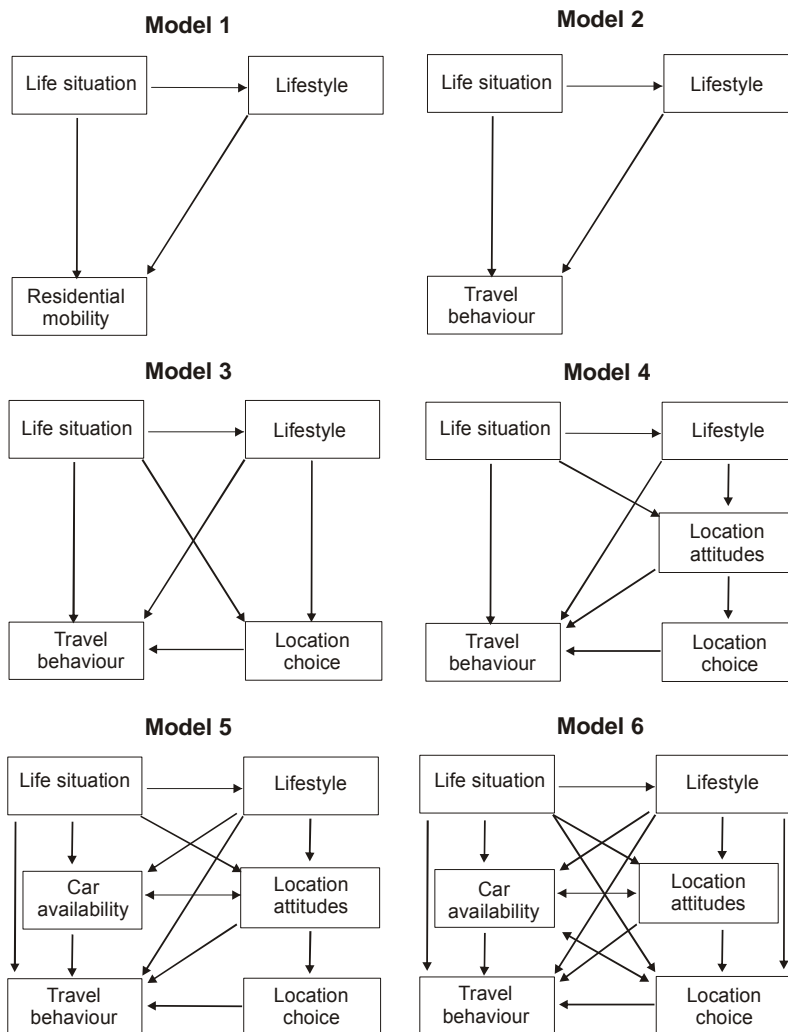 Model 1
Life situation
Lifestyle
Residential
mobility
Model 2
Life situation
Lifestyle
Travel
behaviour
Model 3
Life situation
Lifestyle
Travel
behaviour
Location
choice
Model 4
Life situation
Lifestyle
Location
attitudes
Travel
behaviour
Location
choice
Model 5
Life situation
Lifestyle
Car
availability
Location
attitudes
Travel
behaviour
Location
choice
Model 6
Life situation
Lifestyle
Car
availability
Location
attitudes
Travel
behaviour
Location
choice